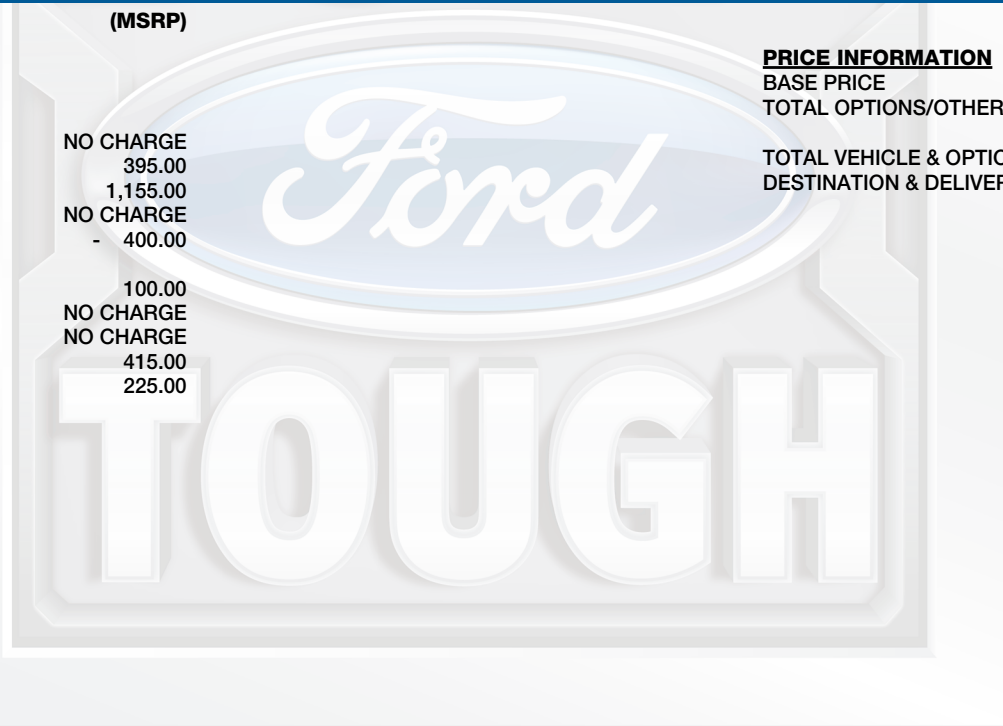 (MSRP)
NO CHARGE
395.00
1,155.00
NO CHARGE
- 400.00
100.00
NO CHARGE
NO CHARGE
415.00
225.00
PRICE INFORMATION
BASE PRICE
TOTAL OPTIONS/OTHER
TOTAL VEHICLE & OPTIO
DESTINATION & DELIVER
Ford
TOUGH